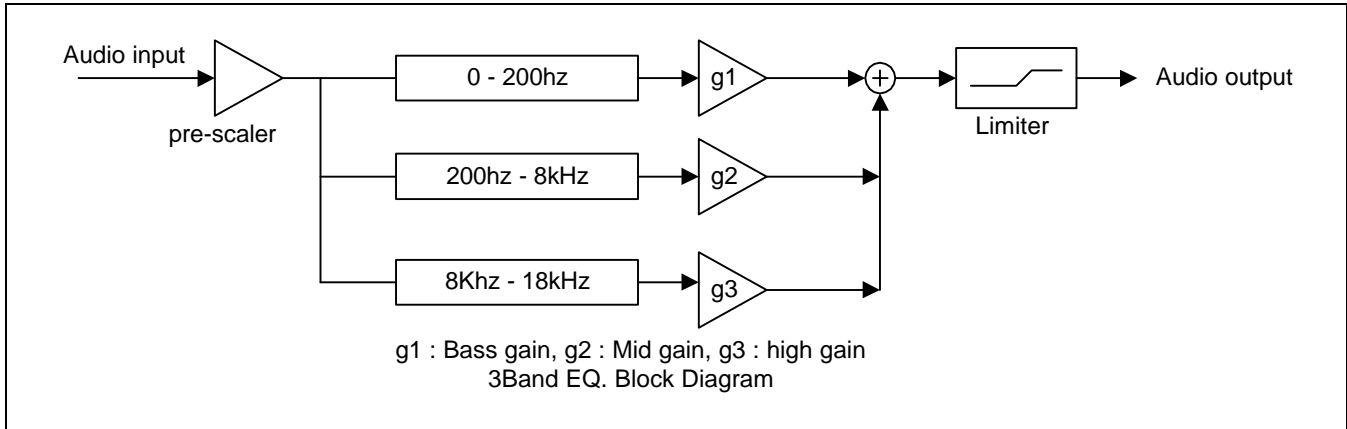 Audio input
pre-scaler
0 - 200hz
g1
+
Limiter
Audio output
200hz - 8kHz
g2
8Khz - 18kHz
g3
g1 : Bass gain, g2 : Mid gain, g3 : high gain
3Band EQ. Block Diagram